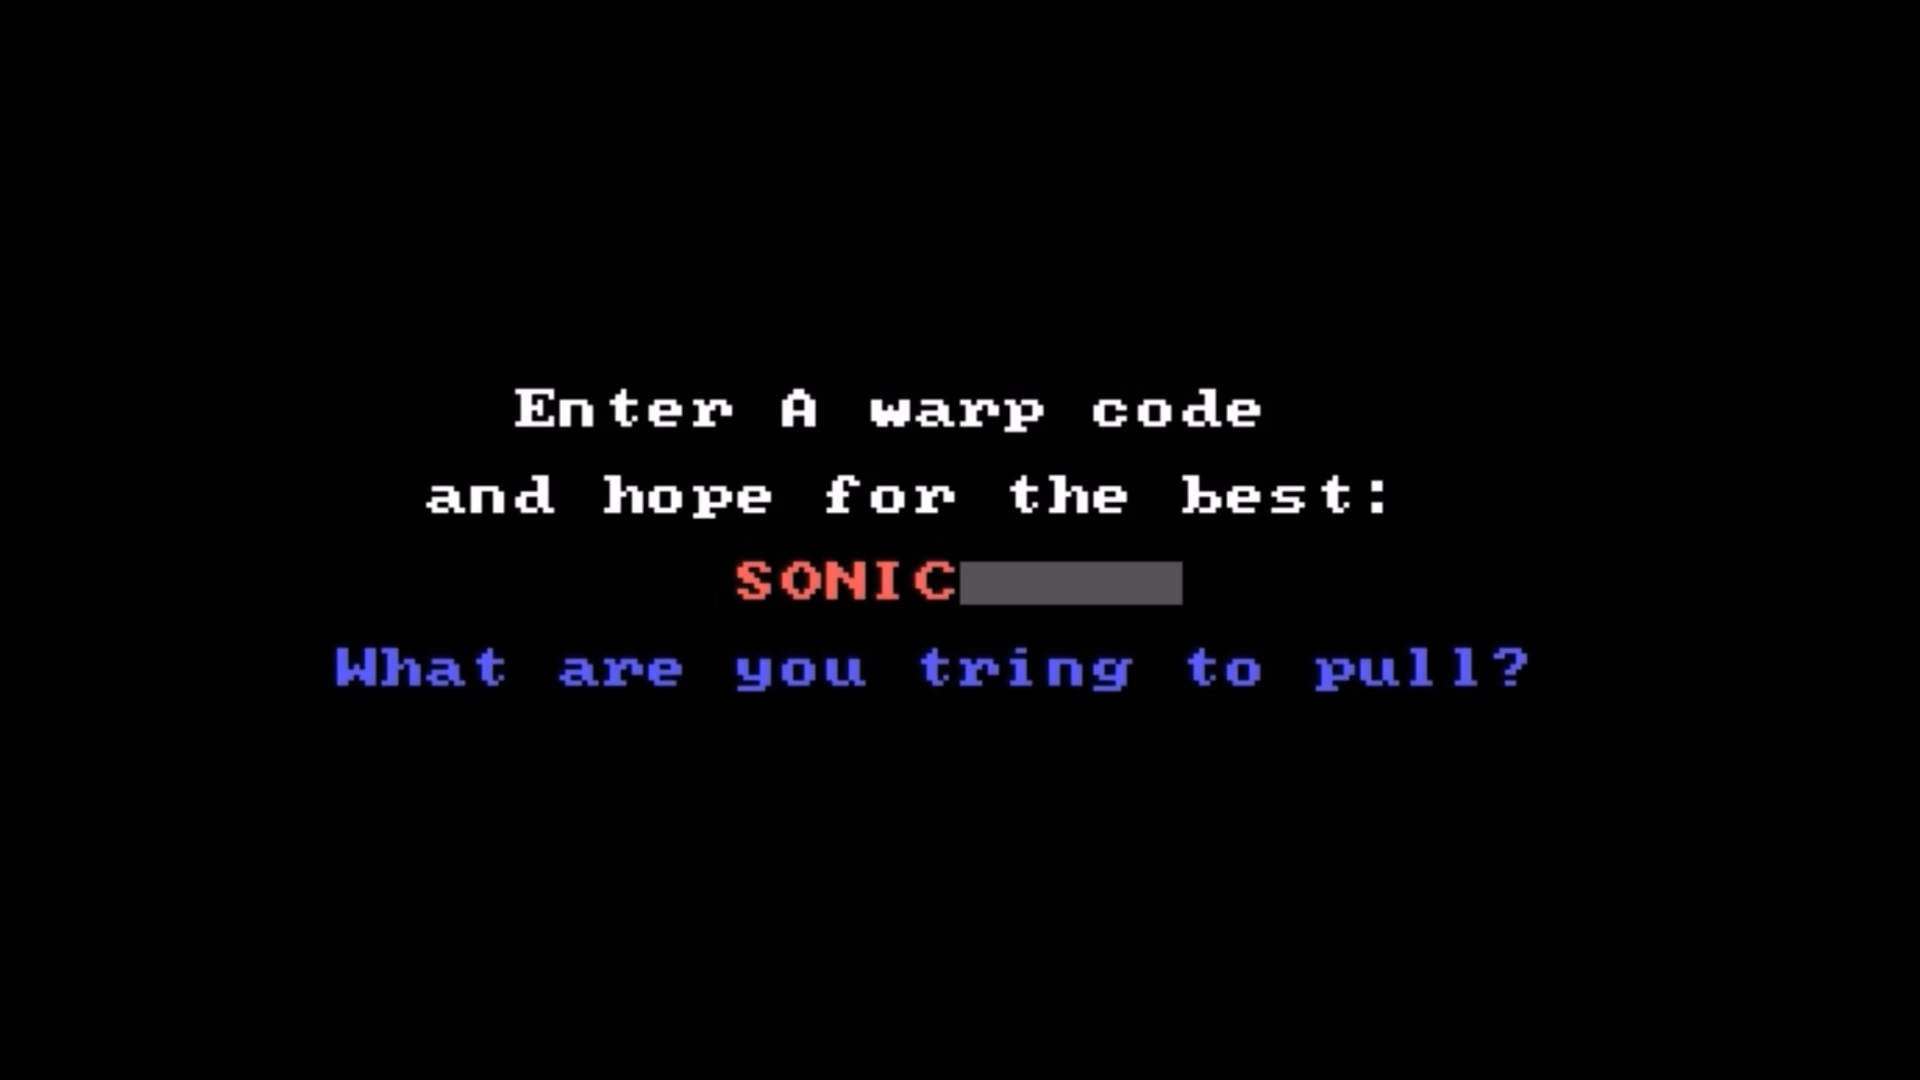 Enter A warp code
and hope for the best:
SONIC
What are you tring to pull?